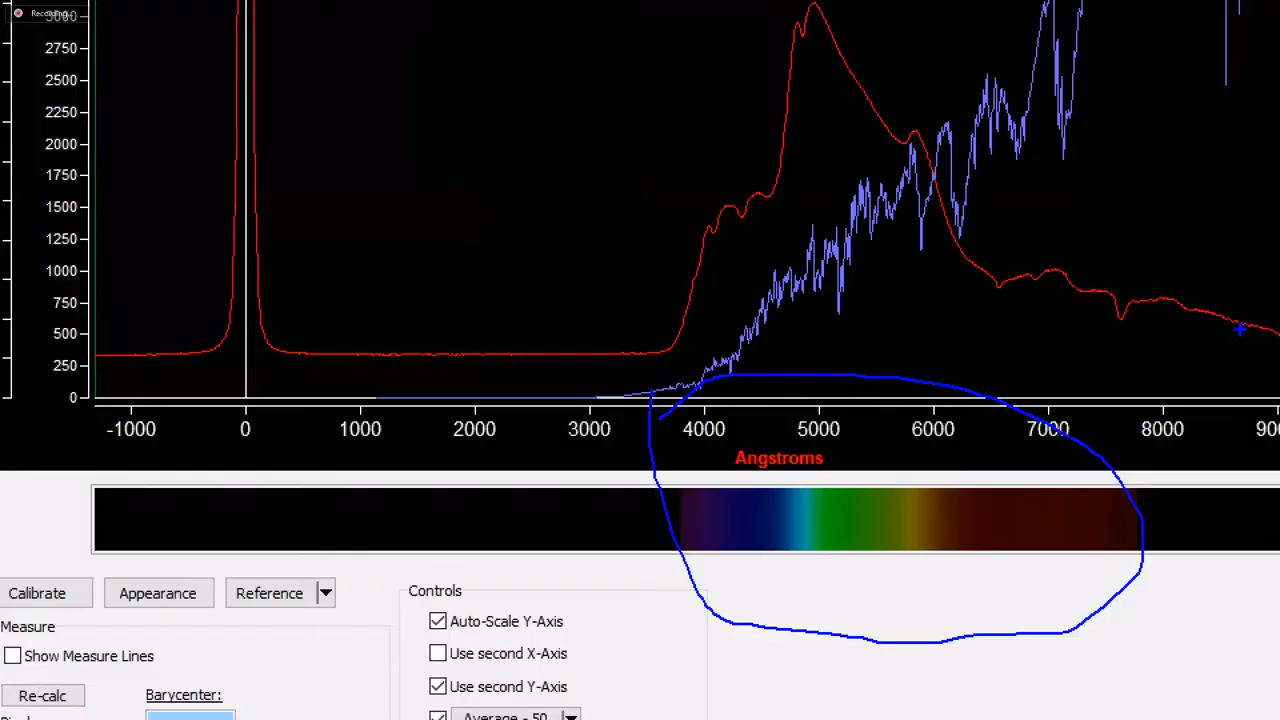 Recording...
3000
2750
2500
2250
2000
1750
1500
1250
1000
750
500
250
0
-1000 0 1000 2000 3000 4000 5000 6000 7000 8000
Angstroms
Calibrate Appearance Reference
Controls
Auto-Scale Y-Axis
Measure
Show Measure Lines
Use second X-Axis
Re-calc Barycenter:
Use second Y-Axis
Average - 50